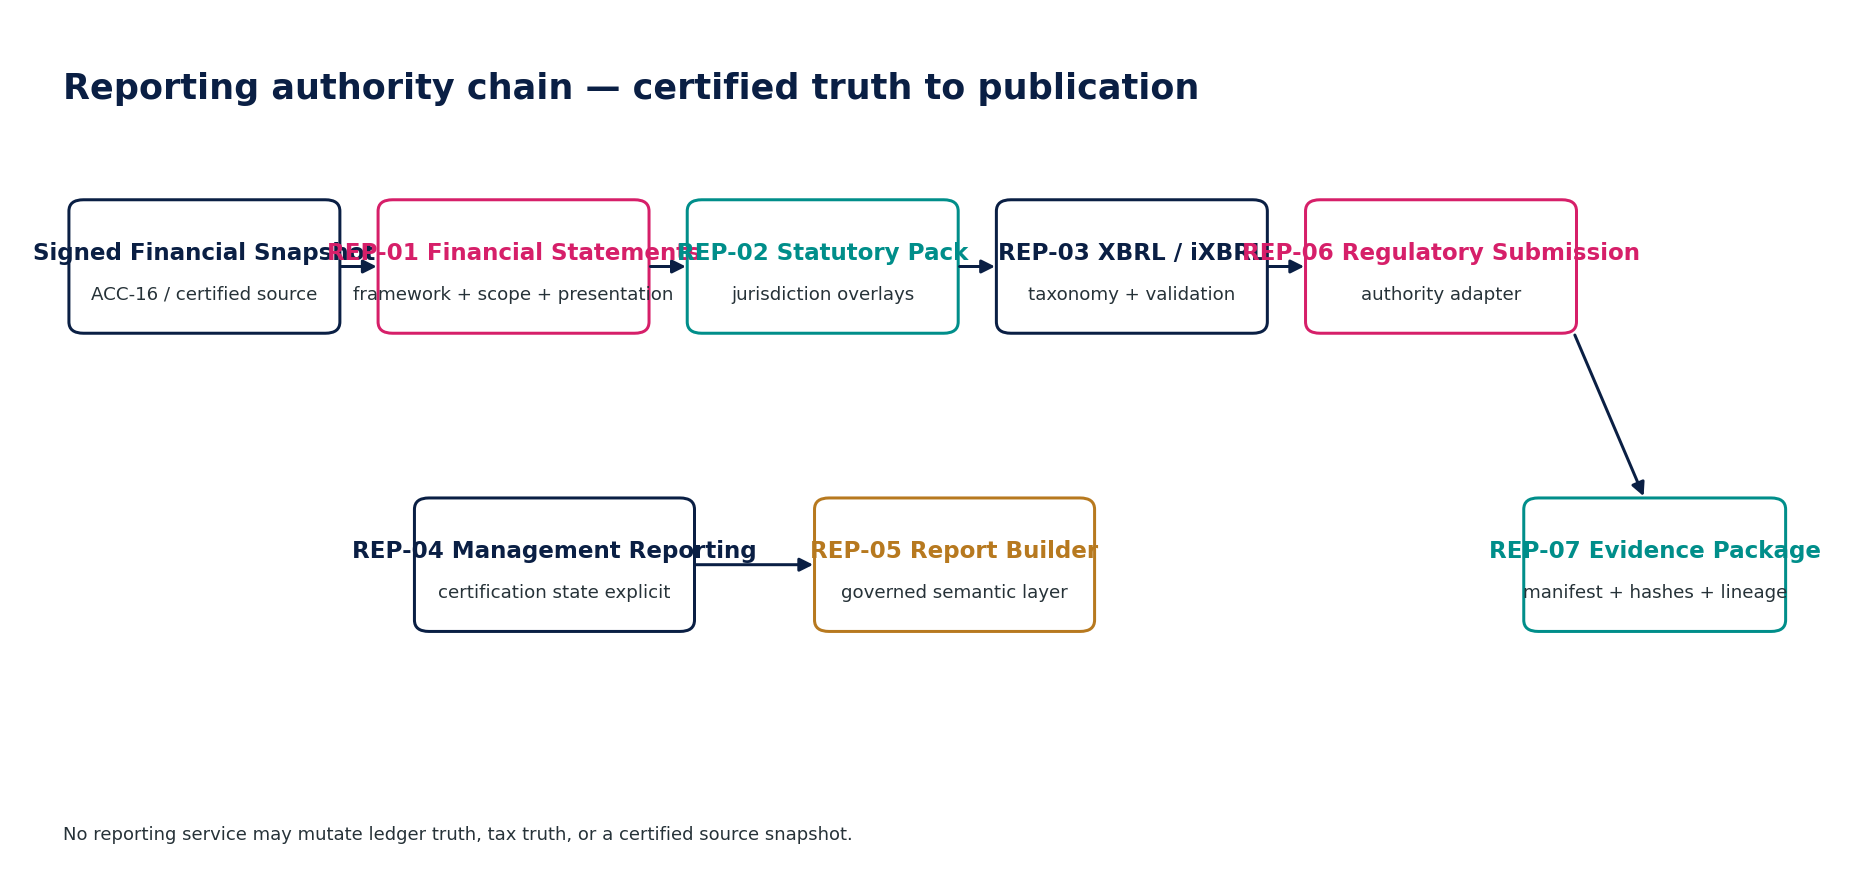 Reporting authority chain — certified truth to publication
Signed Financial Snapshot
ACC-16 / certified source
REP-01 Financial Statements
framework + scope + presentation
REP-02 Statutory Pack
jurisdiction overlays
REP-03 XBRL / iXBRL
taxonomy + validation
REP-06 Regulatory Submission
authority adapter
REP-04 Management Reporting
certification state explicit
REP-05 Report Builder
governed semantic layer
REP-07 Evidence Package
manifest + hashes + lineage
No reporting service may mutate ledger truth, tax truth, or a certified source snapshot.